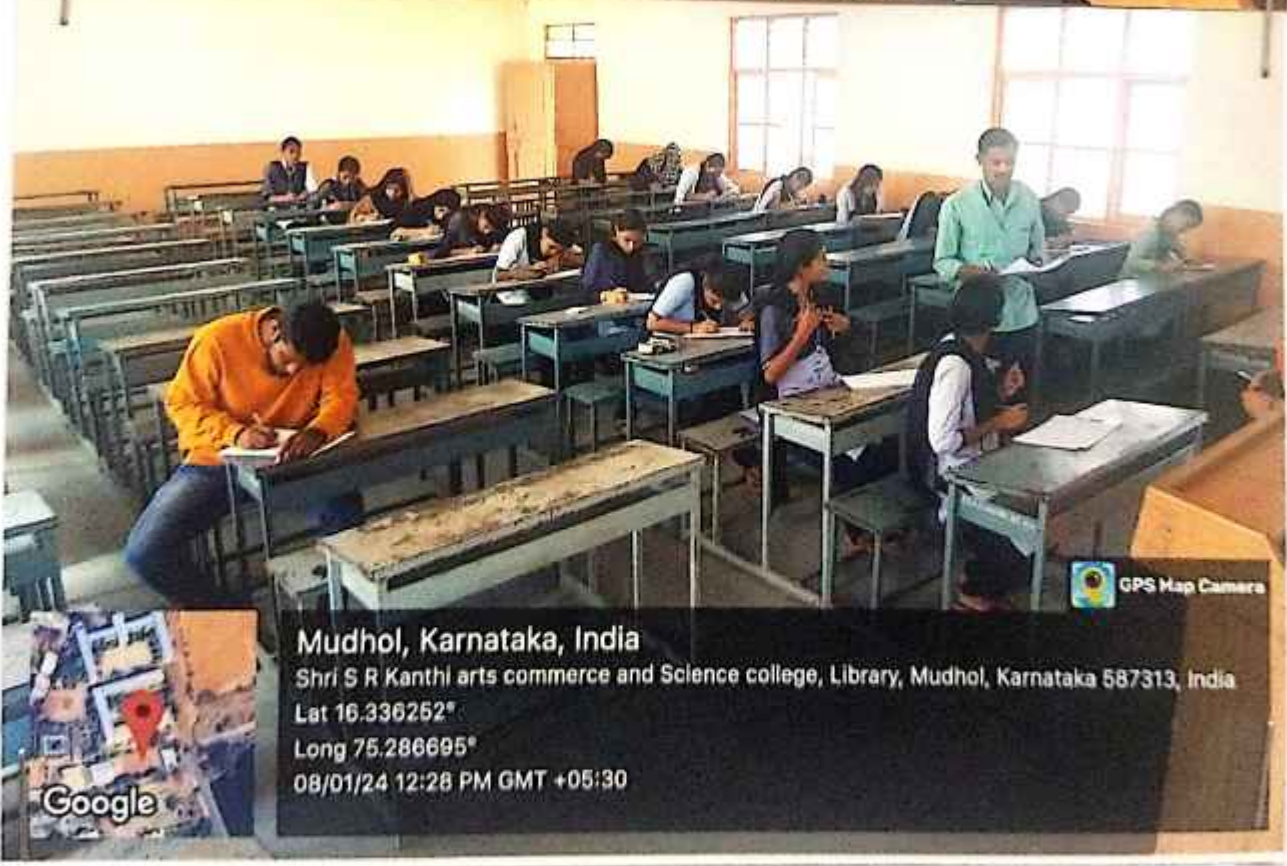 GPS Map Camera
Mudhol, Karnataka, India
Shri S R Kanthi arts commerce and Science college, Library, Mudhol, Karnataka 587313, India
Lat 16.336252°
Long 75.286695°
08/01/24 12:28 PM GMT +05:30
Google